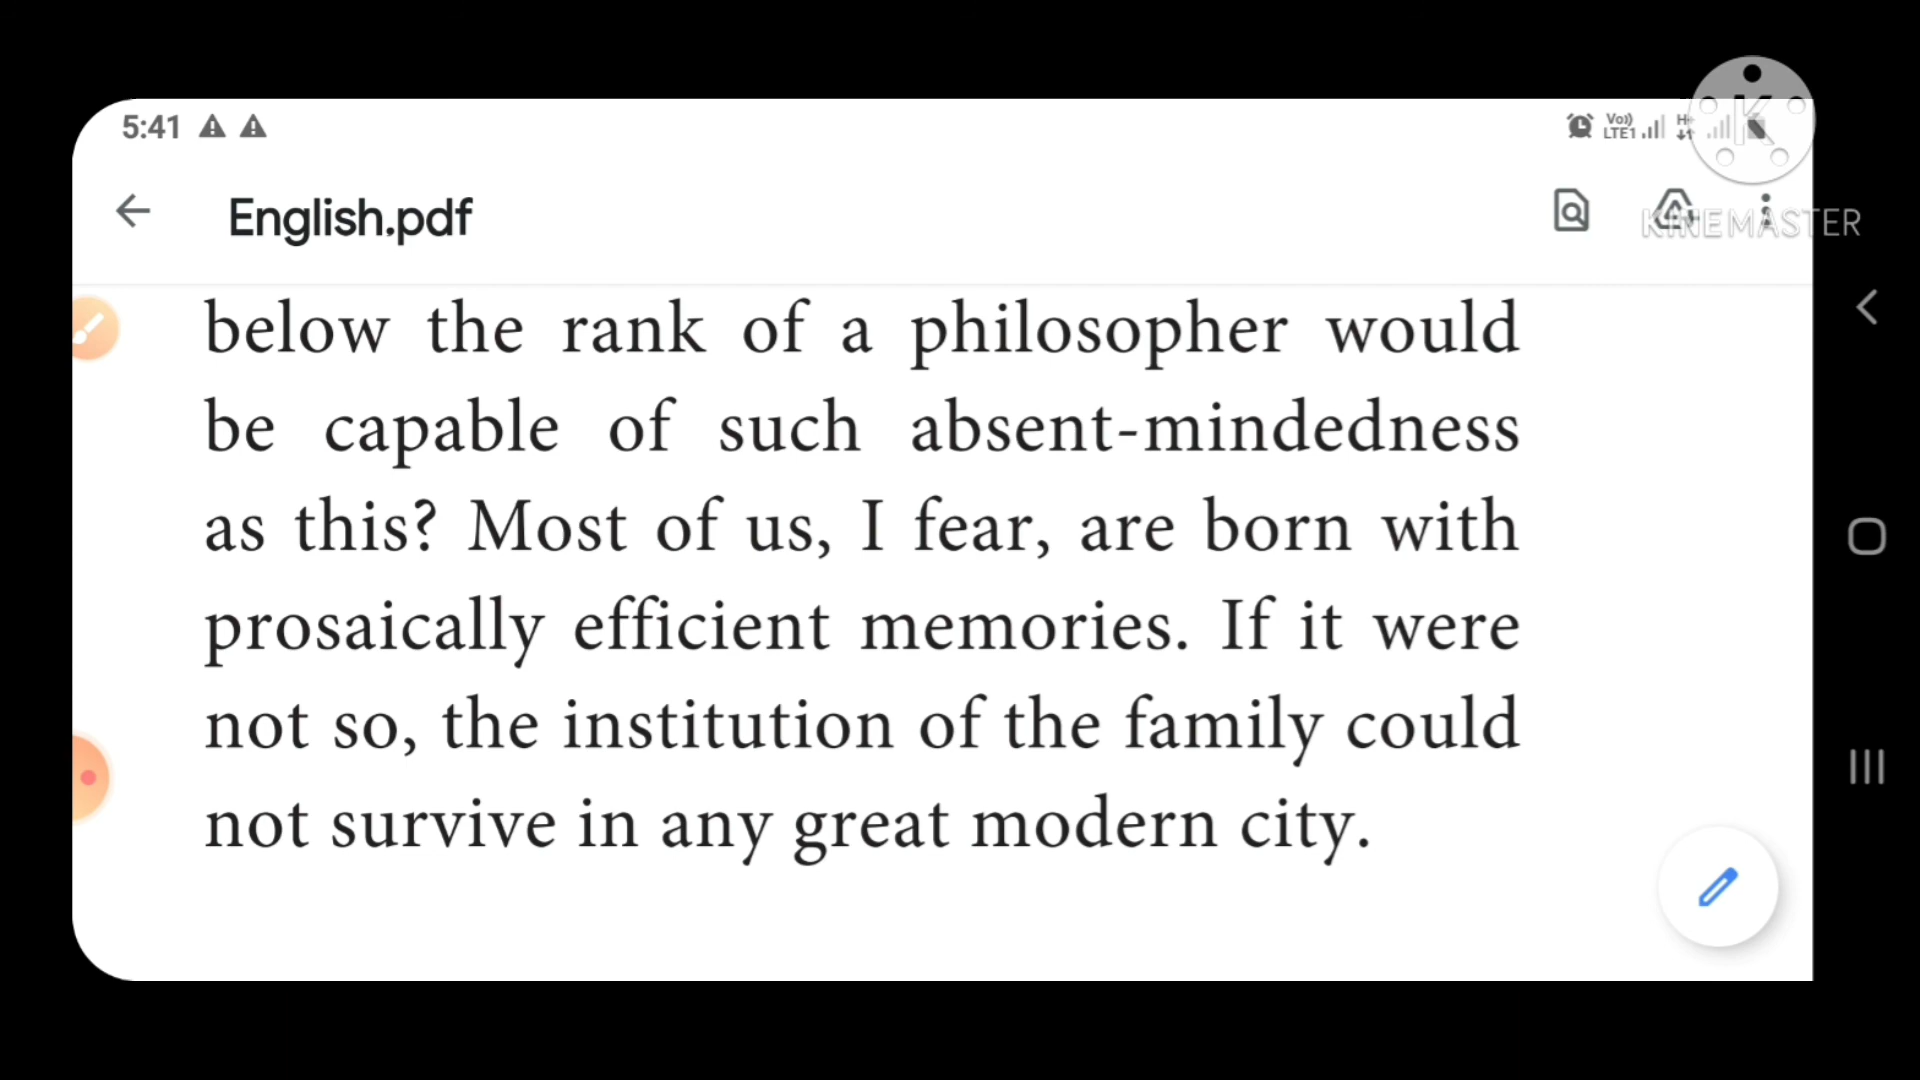 5:41
Vo)) LTE1 H+
English.pdf
K
KINEMASTER
below the rank of a philosopher would
be capable of such absent-mindedness
as this? Most of us, I fear, are born with
prosaically efficient memories. If it were
not so, the institution of the family could
not survive in any great modern city.